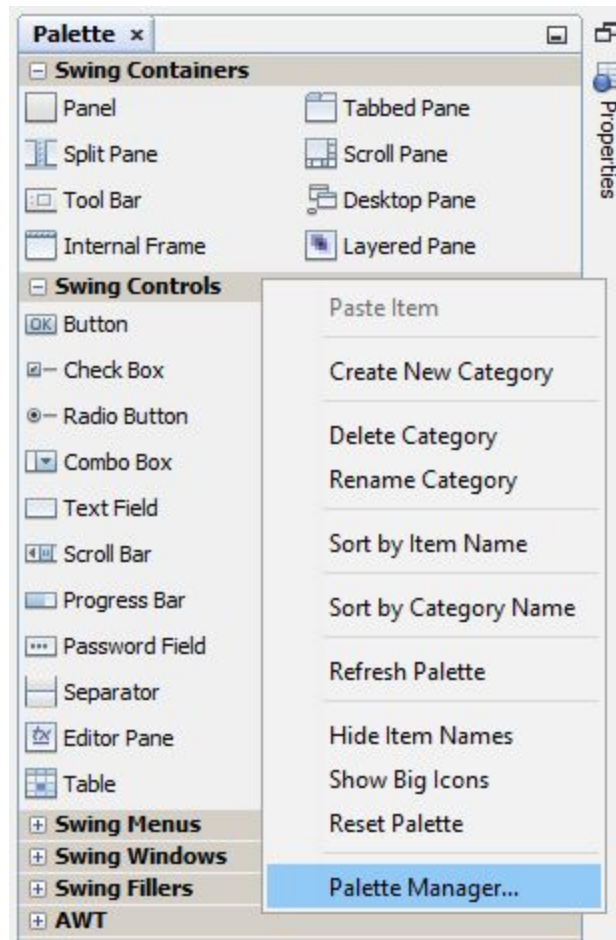 Palette ×
Swing Containers
Panel Tabbed Pane
Split Pane Scroll Pane
Tool Bar Desktop Pane
Internal Frame Layered Pane
Swing Controls
OK Button
Check Box
Radio Button
Combo Box
Text Field
Scroll Bar
Progress Bar
Password Field
Separator
Editor Pane
Table
Swing Menus
Swing Windows
Swing Fillers
AWT
Paste Item
Create New Category
Delete Category
Rename Category
Sort by Item Name
Sort by Category Name
Refresh Palette
Hide Item Names
Show Big Icons
Reset Palette
Palette Manager...
Properties